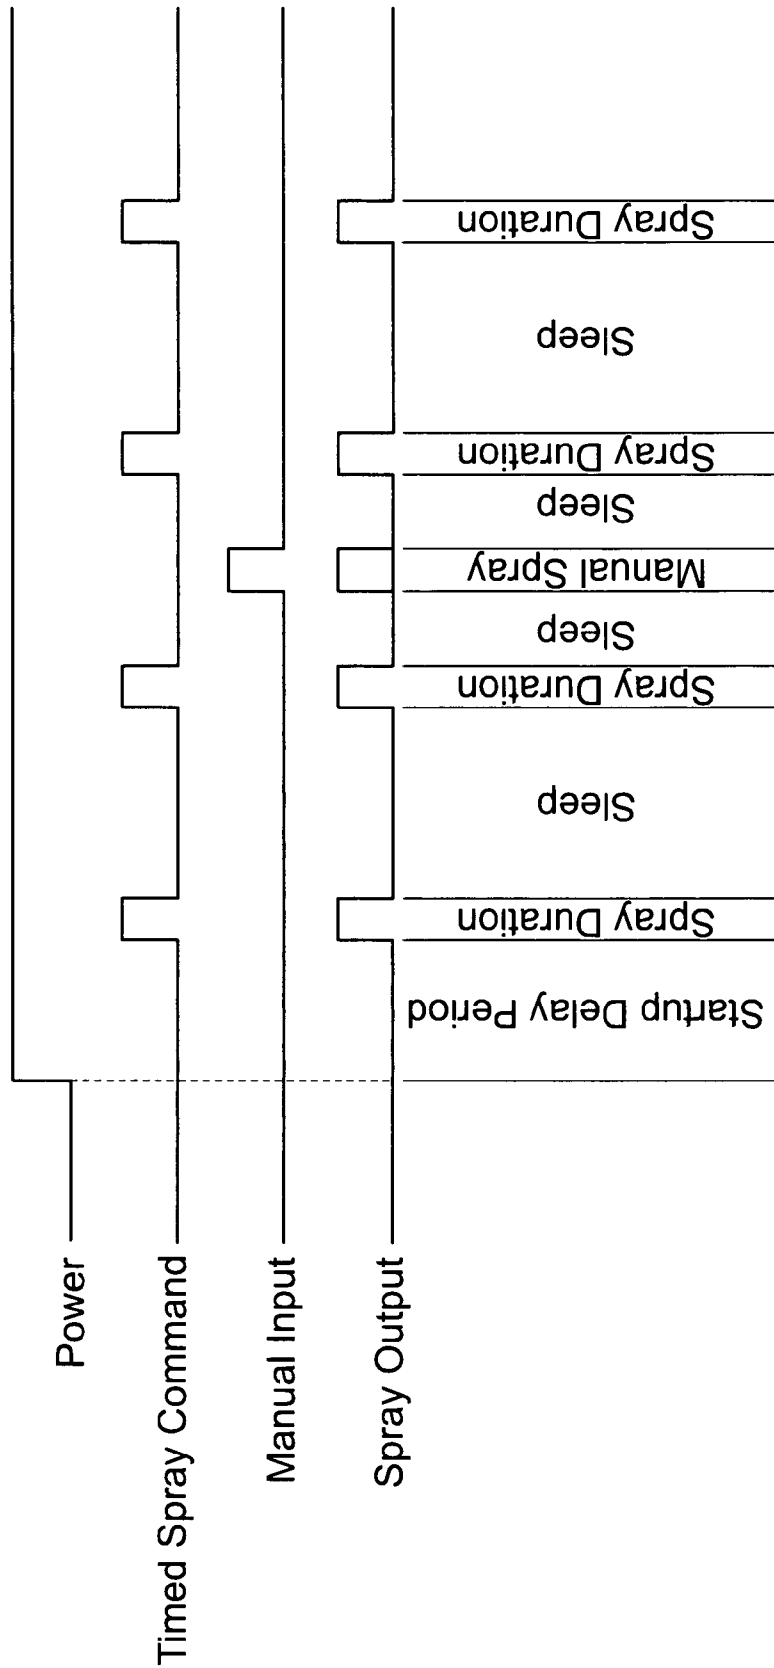 Power
Timed Spray Command
Manual Input
Spray Output
Startup Delay Period
Spray Duration
Sleep
Spray Duration
Sleep
Manual Spray
Sleep
Spray Duration
Sleep
Spray Duration